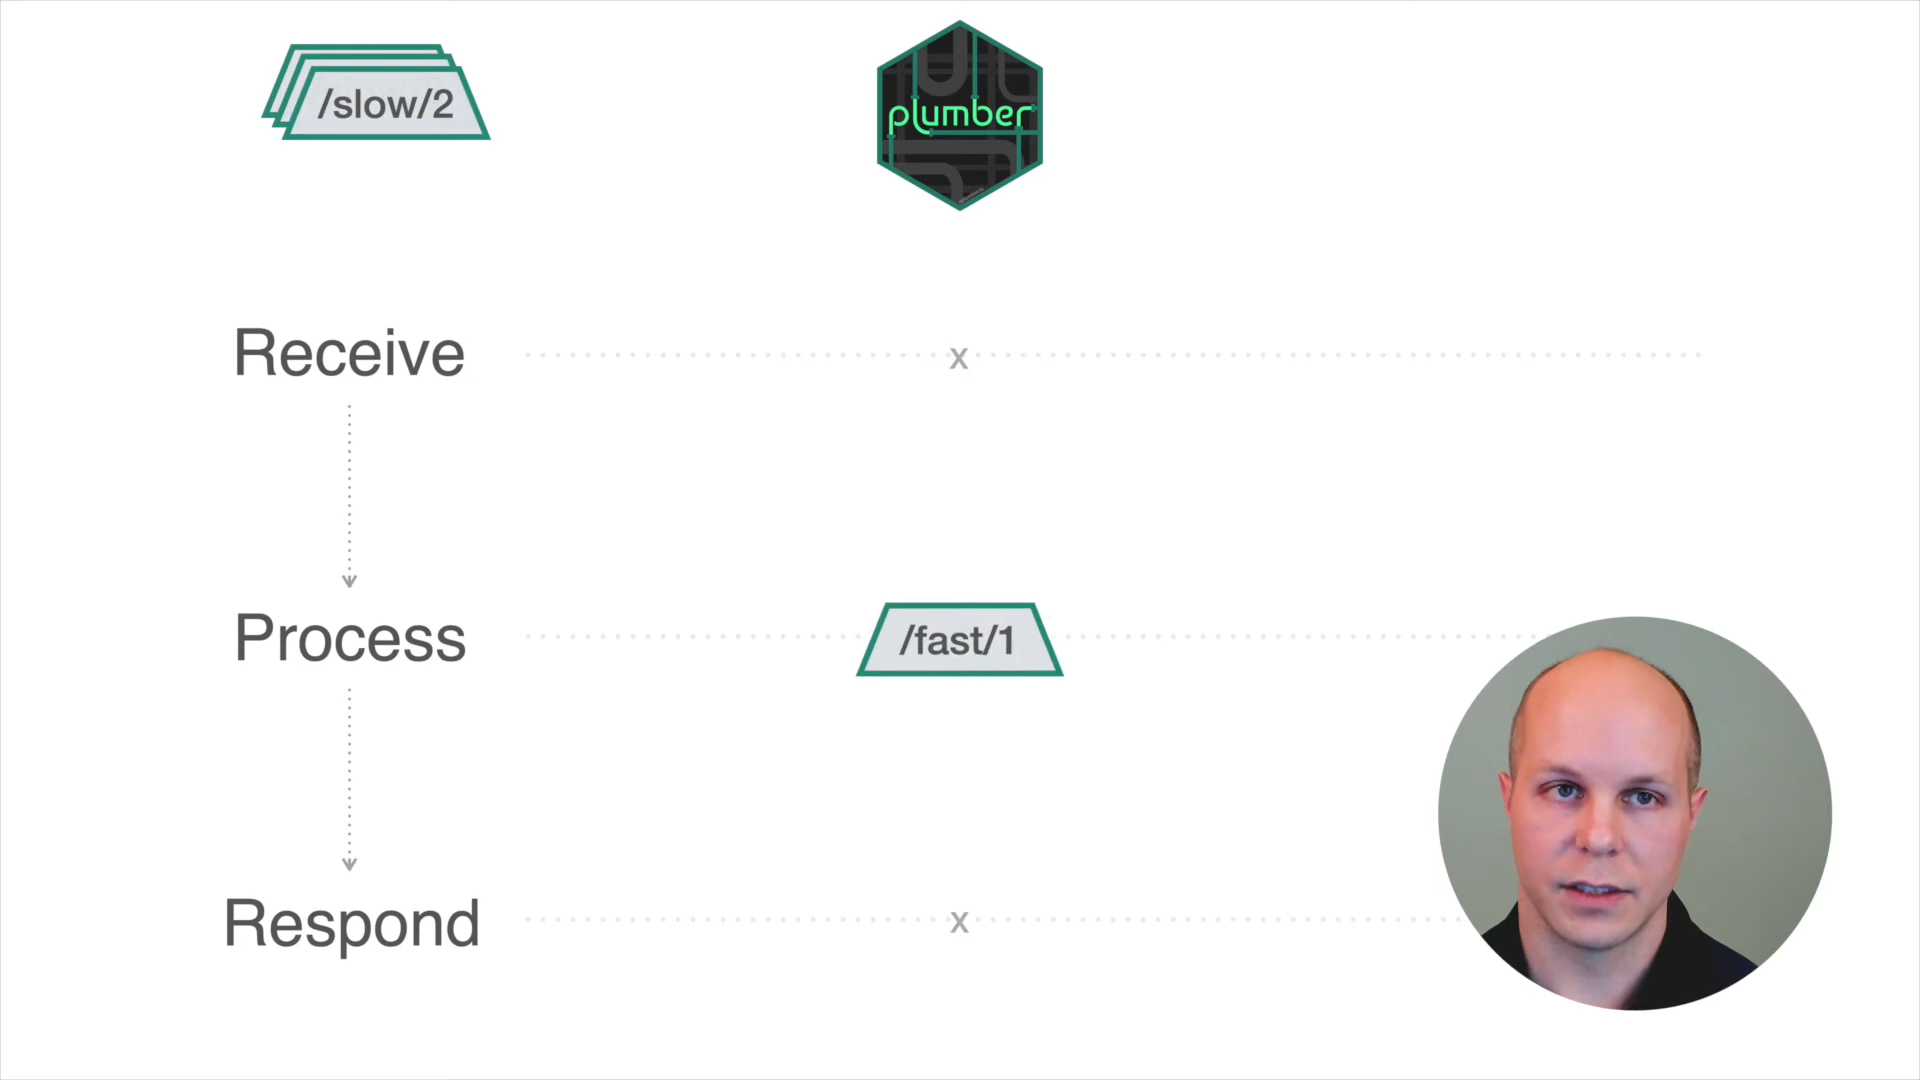 /slow/2
plumber
Receive
x
Process
/fast/1
Respond
x